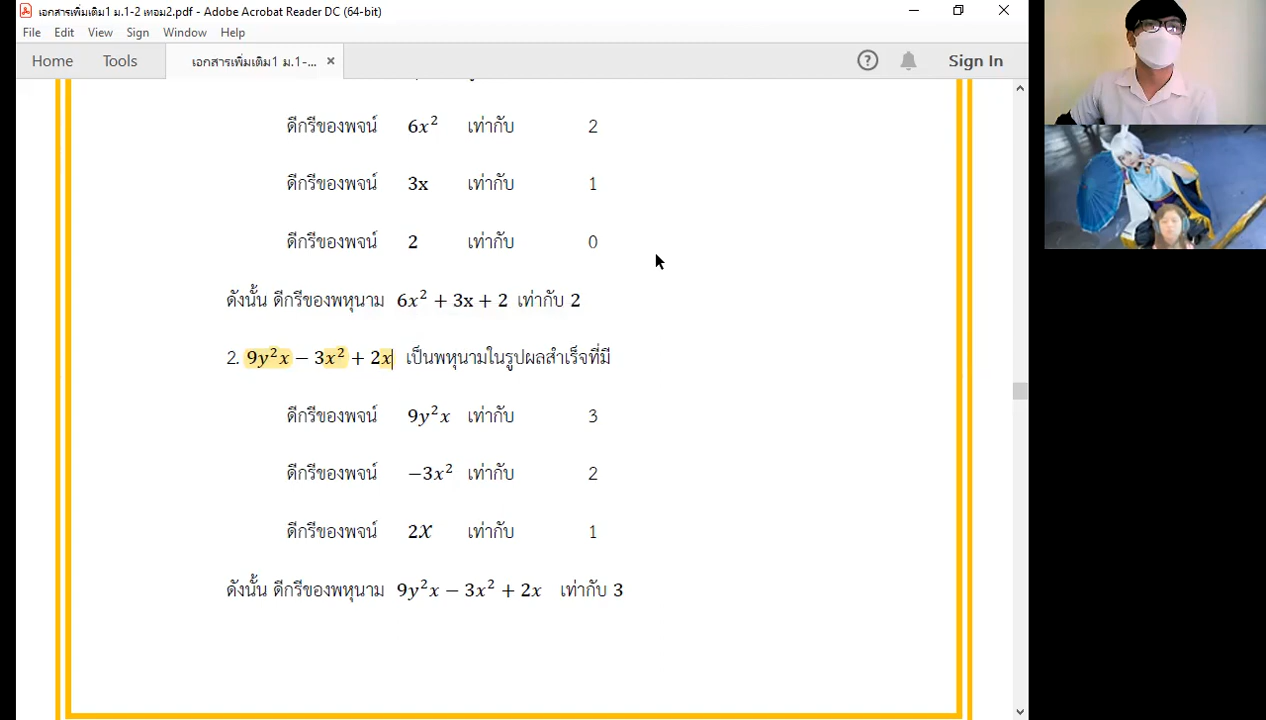 เอกสารเพิ่มเติม1 ม.1-2 เทอม2.pdf - Adobe Acrobat Reader DC (64-bit)
File Edit View Sign Window Help
Home Tools เอกสารเพิ่มเติม1 ม.1-... × Sign In
ดีกรีของพจน์ 6x² เท่ากับ 2
ดีกรีของพจน์ 3x เท่ากับ 1
ดีกรีของพจน์ 2 เท่ากับ 0
ดังนั้น ดีกรีของพหุนาม 6x² + 3x + 2 เท่ากับ 2
2. 9y²x − 3x² + 2x เป็นพหุนามในรูปผลสำเร็จที่มี
ดีกรีของพจน์ 9y²x เท่ากับ 3
ดีกรีของพจน์ −3x² เท่ากับ 2
ดีกรีของพจน์ 2X เท่ากับ 1
ดังนั้น ดีกรีของพหุนาม 9y²x − 3x² + 2x เท่ากับ 3